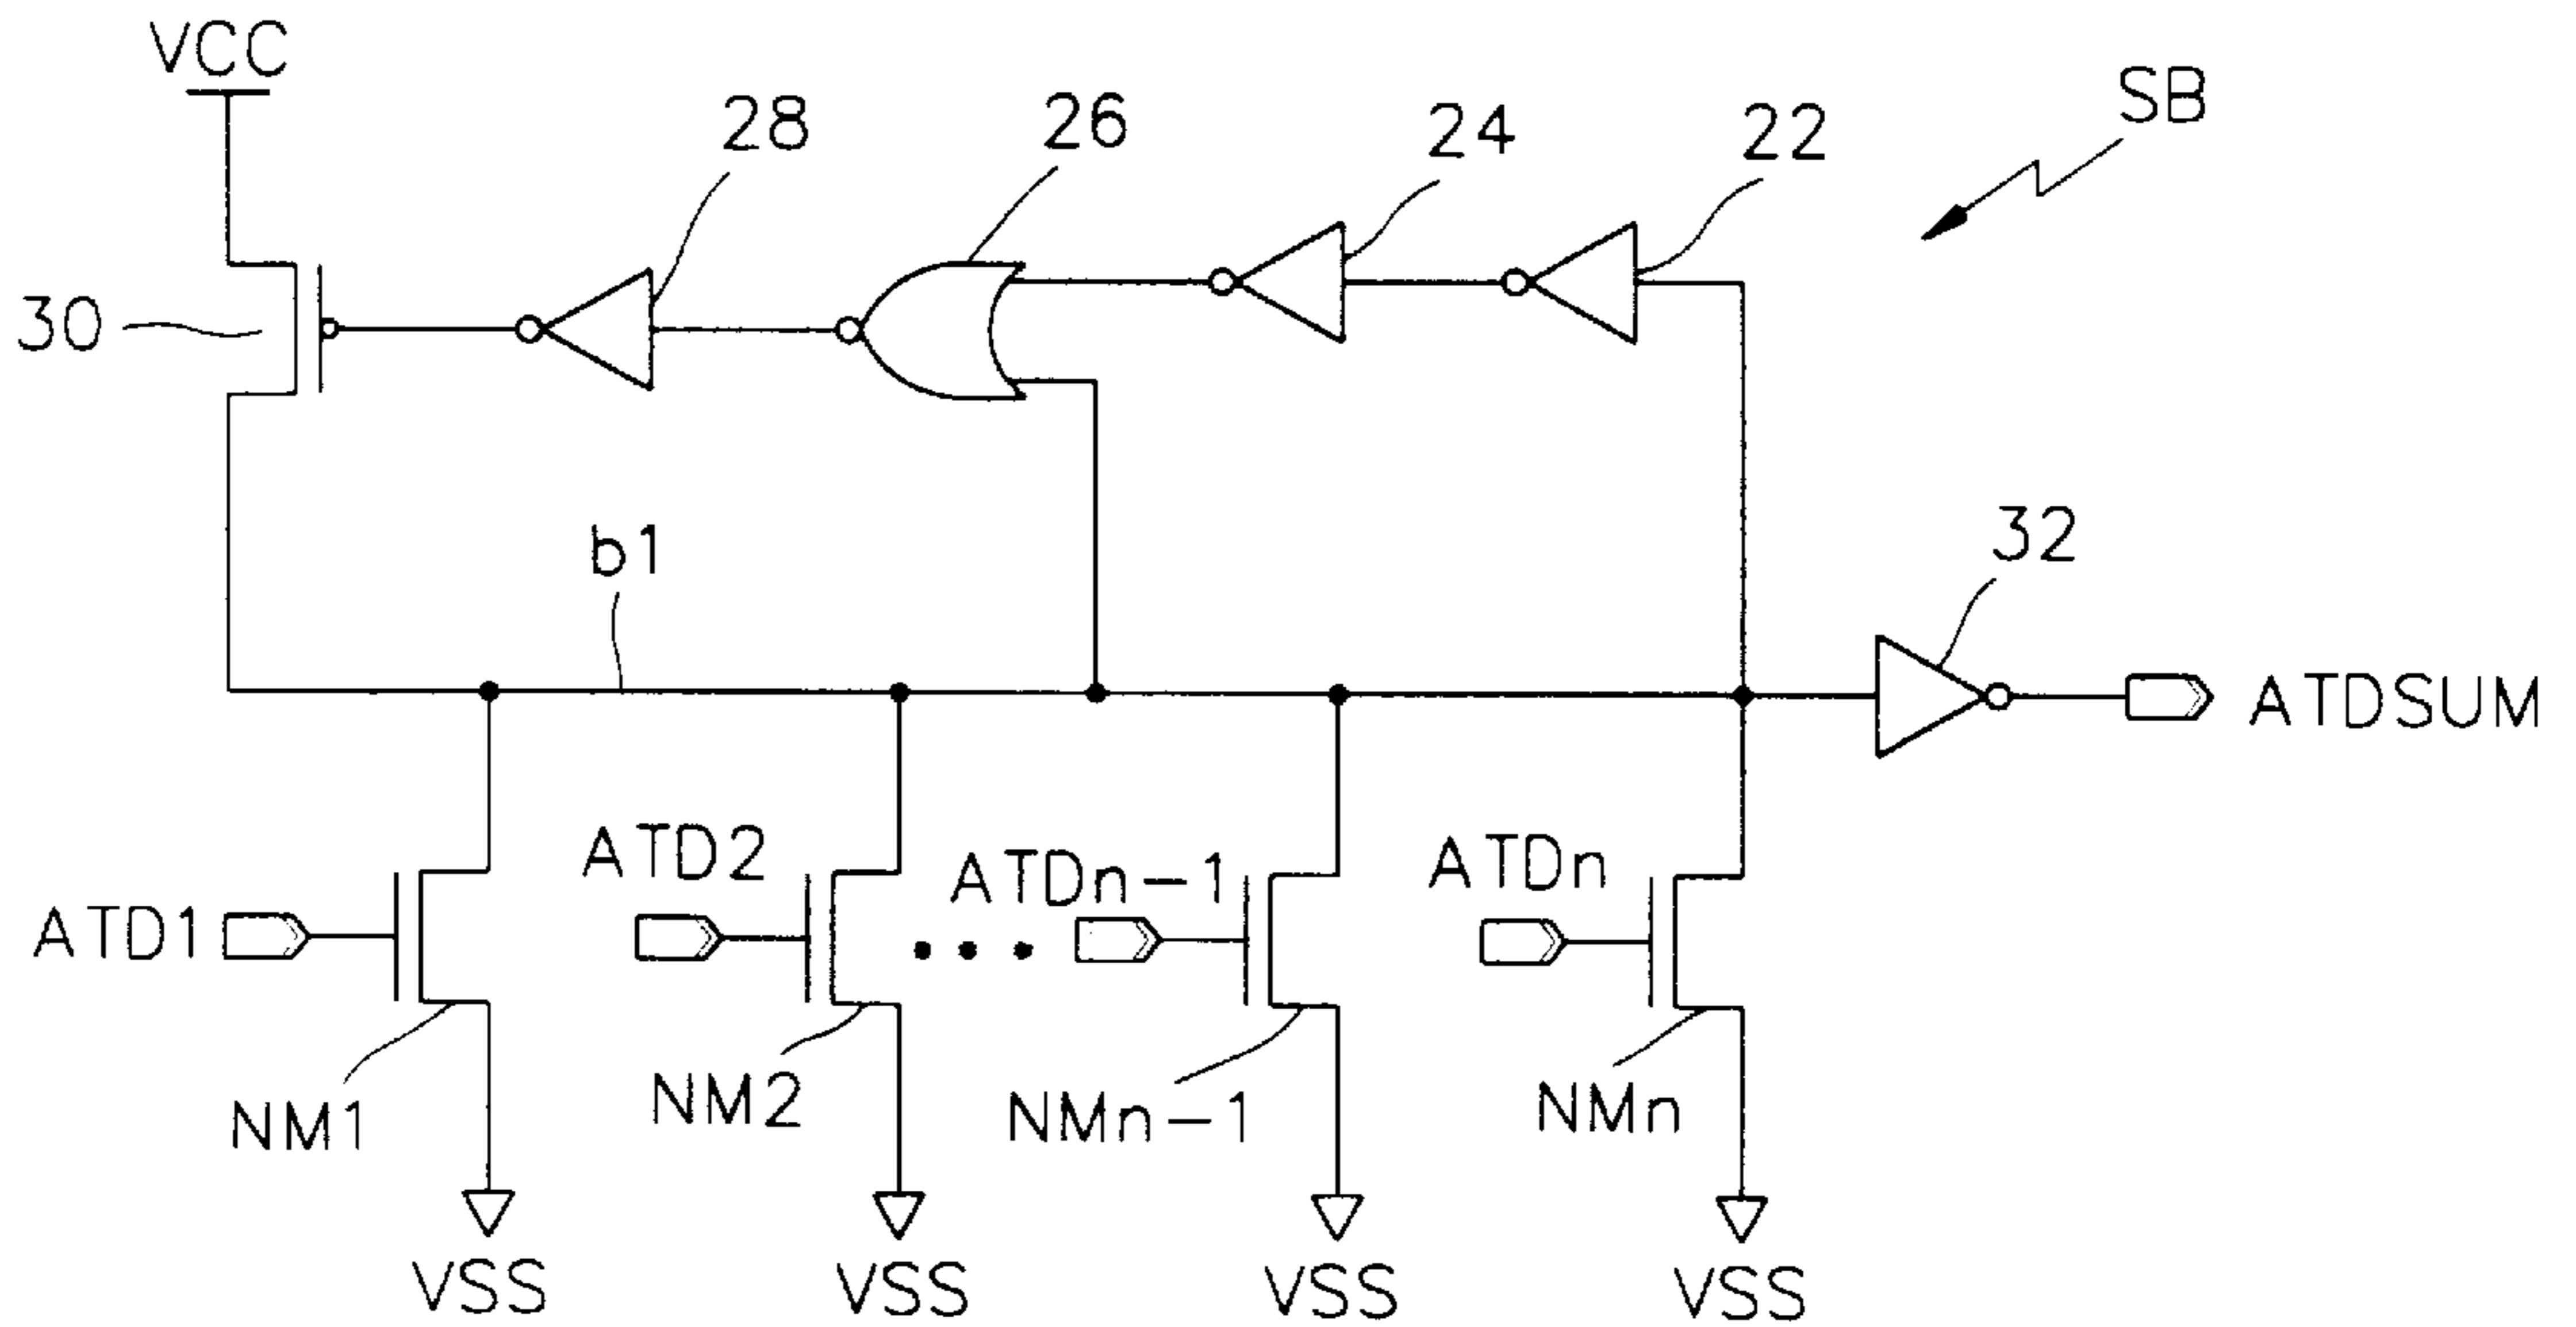 VCC
28
26
24
22
SB
30
b1
32
ATDSUM
ATD1
ATD2
ATDn-1
ATDn
NM1
NM2
NMn-1
NMn
VSS
VSS
VSS
VSS